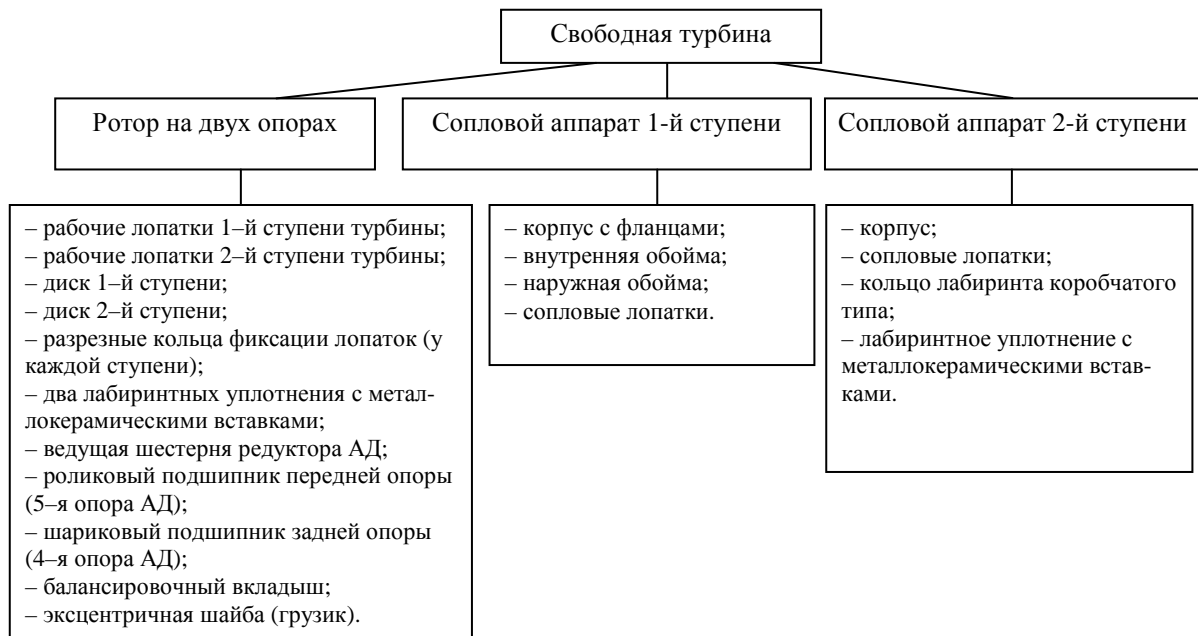 Свободная турбина
Ротор на двух опорах
Сопловой аппарат 1-й ступени
Сопловой аппарат 2-й ступени
– рабочие лопатки 1–й ступени турбины;
– рабочие лопатки 2–й ступени турбины;
– диск 1–й ступени;
– диск 2–й ступени;
– разрезные кольца фиксации лопаток (у
каждой ступени);
– два лабиринтных уплотнения с метал-
локерамическими вставками;
– ведущая шестерня редуктора АД;
– роликовый подшипник передней опоры
(5–я опора АД);
– шариковый подшипник задней опоры
(4–я опора АД);
– балансировочный вкладыш;
– эксцентричная шайба (грузик).
– корпус с фланцами;
– внутренняя обойма;
– наружная обойма;
– сопловые лопатки.
– корпус;
– сопловые лопатки;
– кольцо лабиринта коробчатого
типа;
– лабиринтное уплотнение с
металлокерамическими встав-
ками.